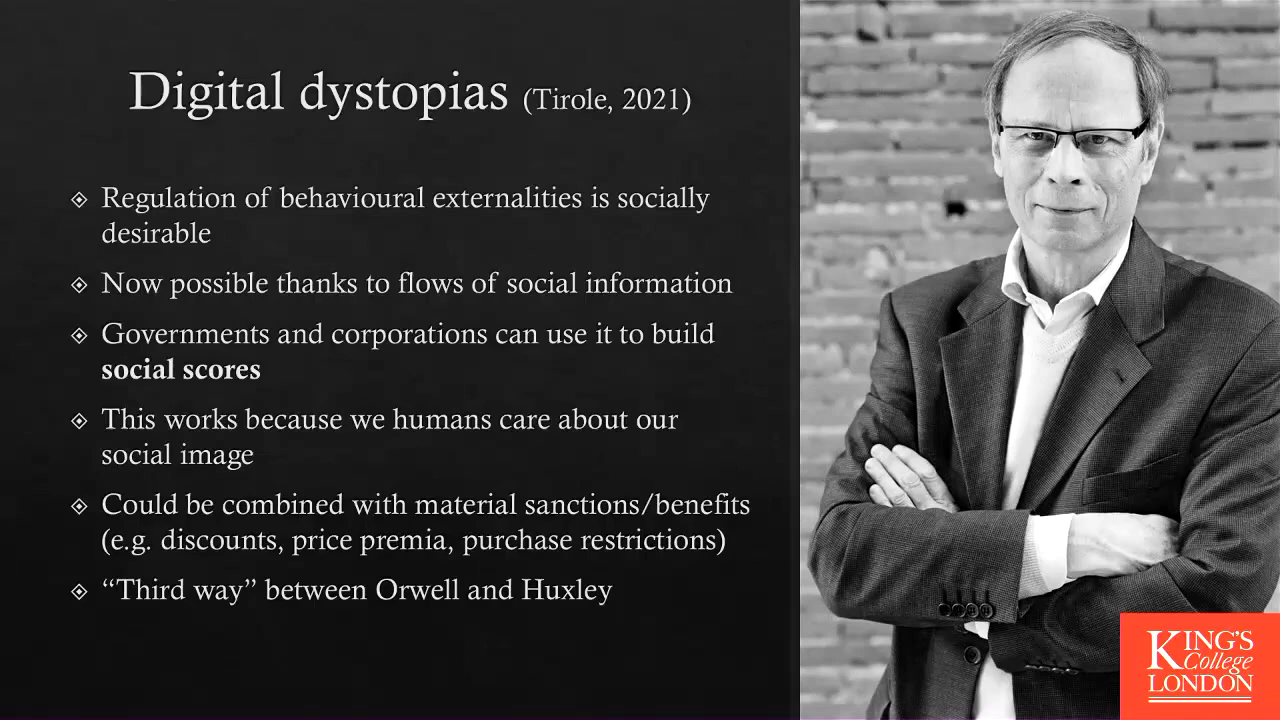 Digital dystopias (Tirole, 2021)
Regulation of behavioural externalities is socially
desirable
Now possible thanks to flows of social information
Governments and corporations can use it to build
social scores
This works because we humans care about our
social image
Could be combined with material sanctions/benefits
(e.g. discounts, price premia, purchase restrictions)
“Third way” between Orwell and Huxley
KING'S
College
LONDON